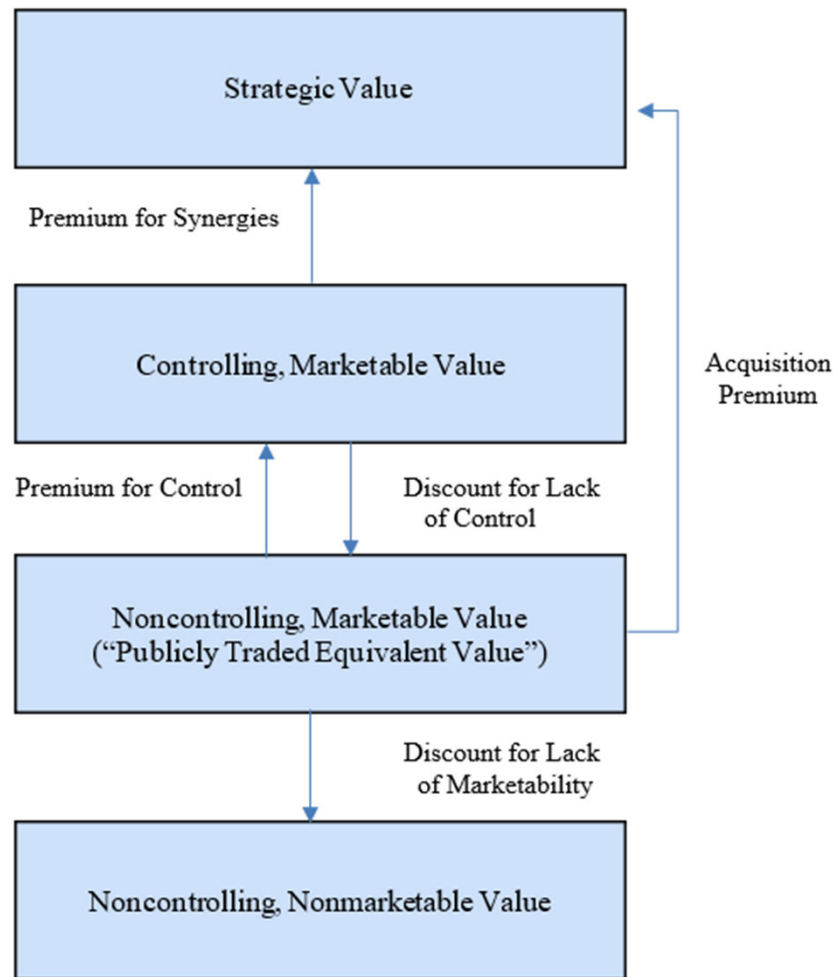 Strategic Value
Premium for Synergies
Controlling, Marketable Value
Acquisition
Premium
Premium for Control
Discount for Lack
of Control
Noncontrolling, Marketable Value
(“Publicly Traded Equivalent Value”)
Discount for Lack
of Marketability
Noncontrolling, Nonmarketable Value